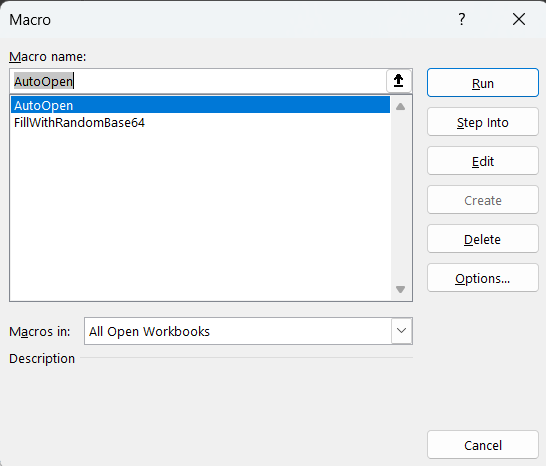 Macro
?
Macro name:
AutoOpen
Run
AutoOpen
FillWithRandomBase64
Step Into
Edit
Create
Delete
Options...
Macros in:
All Open Workbooks
Description
Cancel